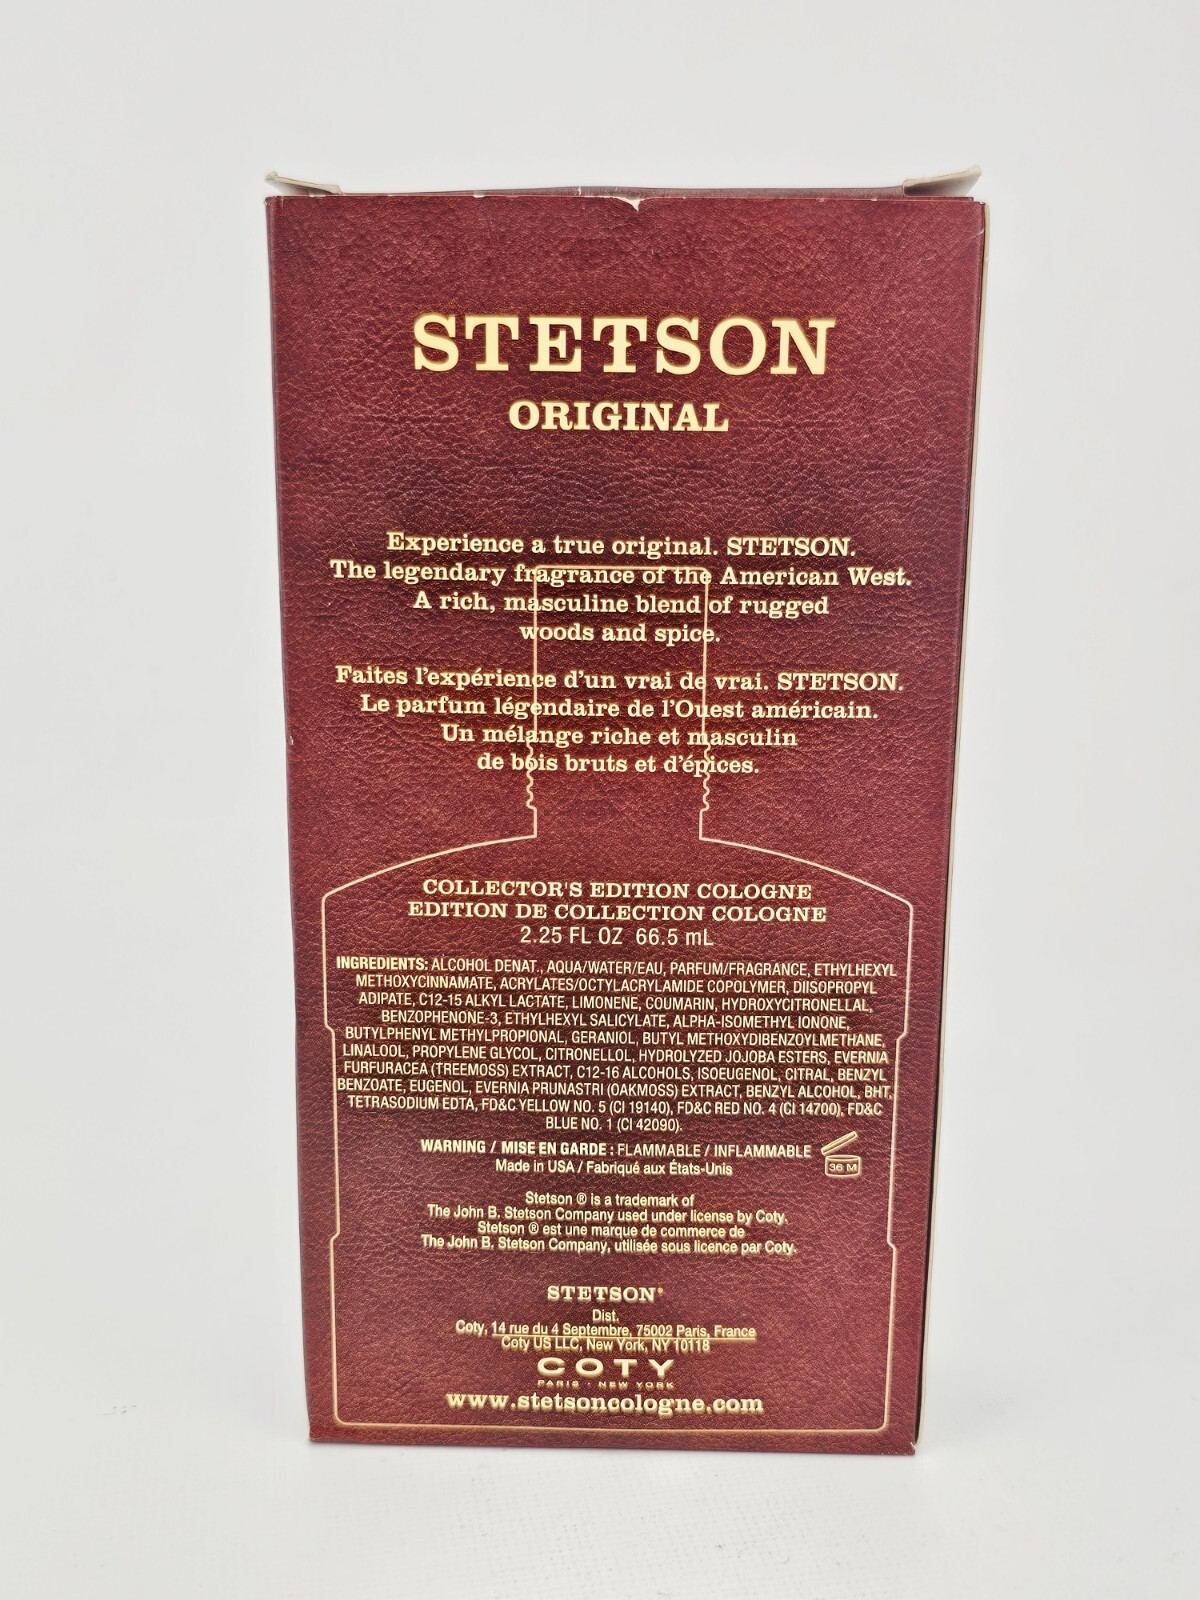 STETSON
ORIGINAL
Experience a true original. STETSON.
The legendary fragrance of the American West.
A rich, masculine blend of rugged
woods and spice.
Faites l'expérience d'un vrai de vrai. STETSON.
Le parfum légendaire de l'Ouest américain.
Un mélange riche et masculin
de bois bruts et d'épices.
COLLECTOR'S EDITION COLOGNE
EDITION DE COLLECTION COLOGNE
2.25 FL OZ 66.5 mL
INGREDIENTS: ALCOHOL DENAT., AQUA/WATER/EAU, PARFUM/FRAGRANCE, ETHYLHEXYL
METHOXYCINNAMATE, ACRYLATES/OCTYLACRYLAMIDE COPOLYMER, DIISOPROPYL
ADIPATE, C12-15 ALKYL LACTATE, LIMONENE, COUMARIN, HYDROXYCITRONELLAL,
BENZOPHENONE-3, ETHYLHEXYL SALICYLATE, ALPHA-ISOMETHYL IONONE,
BUTYLPHENYL METHYLPROPIONAL, GERANIOL, BUTYL METHOXYDIBENZOYLMETHANE,
LINALOOL, PROPYLENE GLYCOL, CITRONELLOL, HYDROLYZED JOJOBA ESTERS, EVERNIA
FURFURACEA (TREEMOSS) EXTRACT, C12-16 ALCOHOLS, ISOEUGENOL, CITRAL, BENZYL
BENZOATE, EUGENOL, EVERNIA PRUNASTRI (OAKMOSS) EXTRACT, BENZYL ALCOHOL, BHT,
TETRASODIUM EDTA, FD&C YELLOW NO. 5 (CI 19140), FD&C RED NO. 4 (CI 14700), FD&C
BLUE NO. 1 (CI 42090).
WARNING / MISE EN GARDE : FLAMMABLE / INFLAMMABLE
36 M
Made in USA / Fabriqué aux États-Unis
Stetson ® is a trademark of
The John B. Stetson Company used under license by Coty.
Stetson ® est une marque de commerce de
The John B. Stetson Company, utilisée sous licence par Coty.
STETSON®
Dist.
Coty, 14 rue du 4 Septembre, 75002 Paris, France
Coty US LLC, New York, NY 10118
COTY
PARIS · NEW YORK
www.stetsoncologne.com